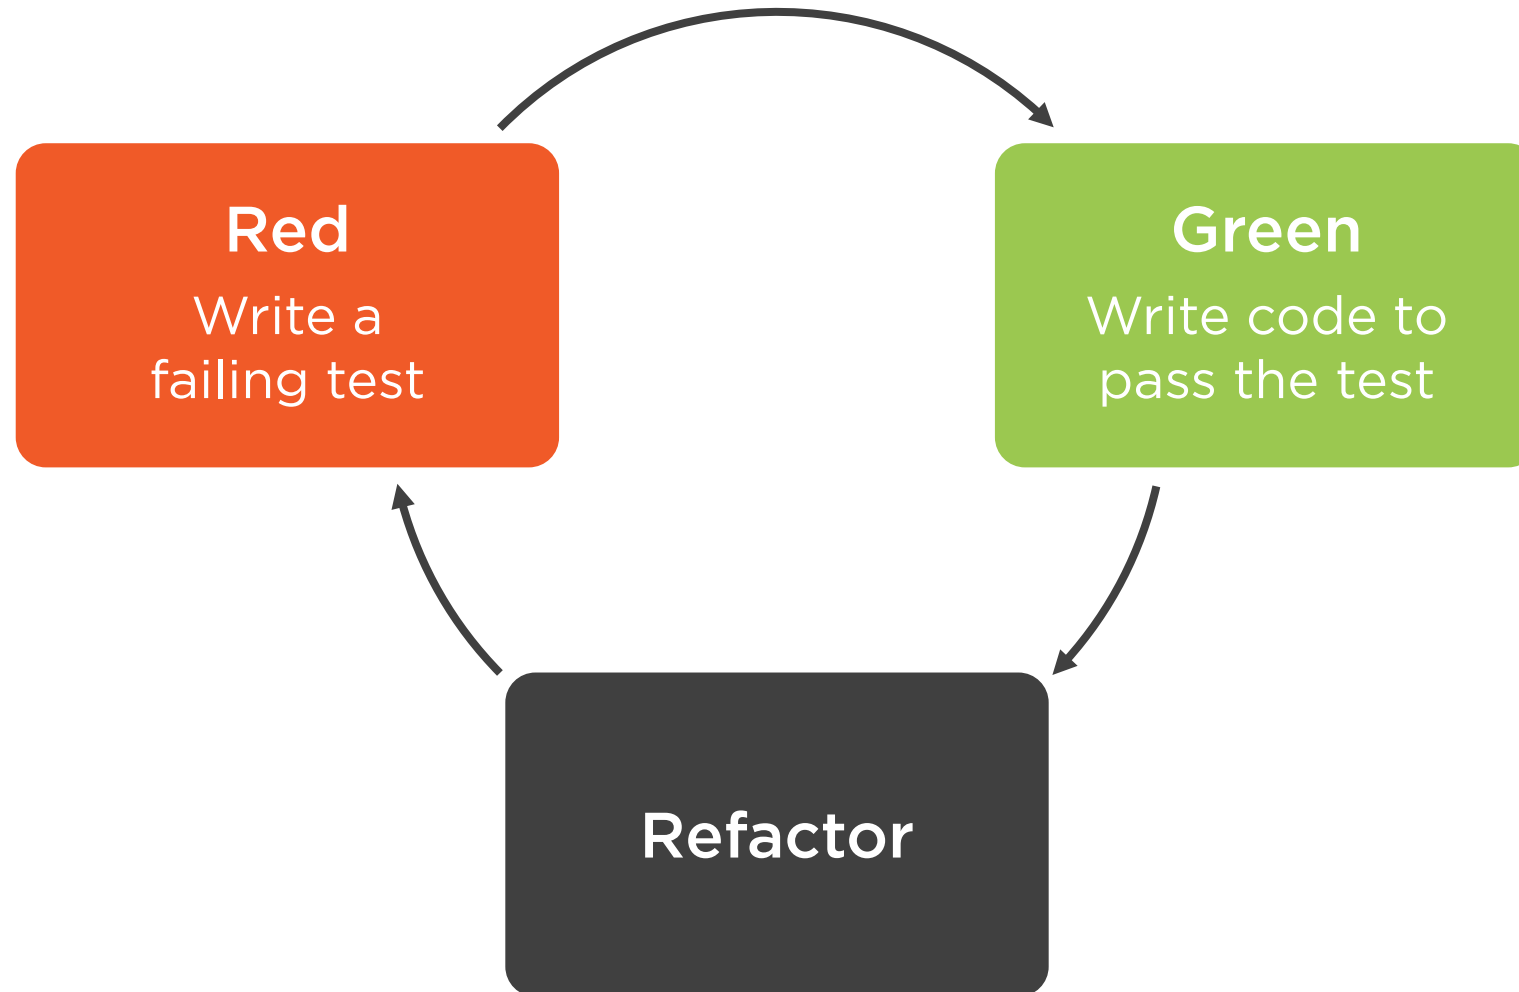 Red
Write a
failing test
Green
Write code to
pass the test
Refactor